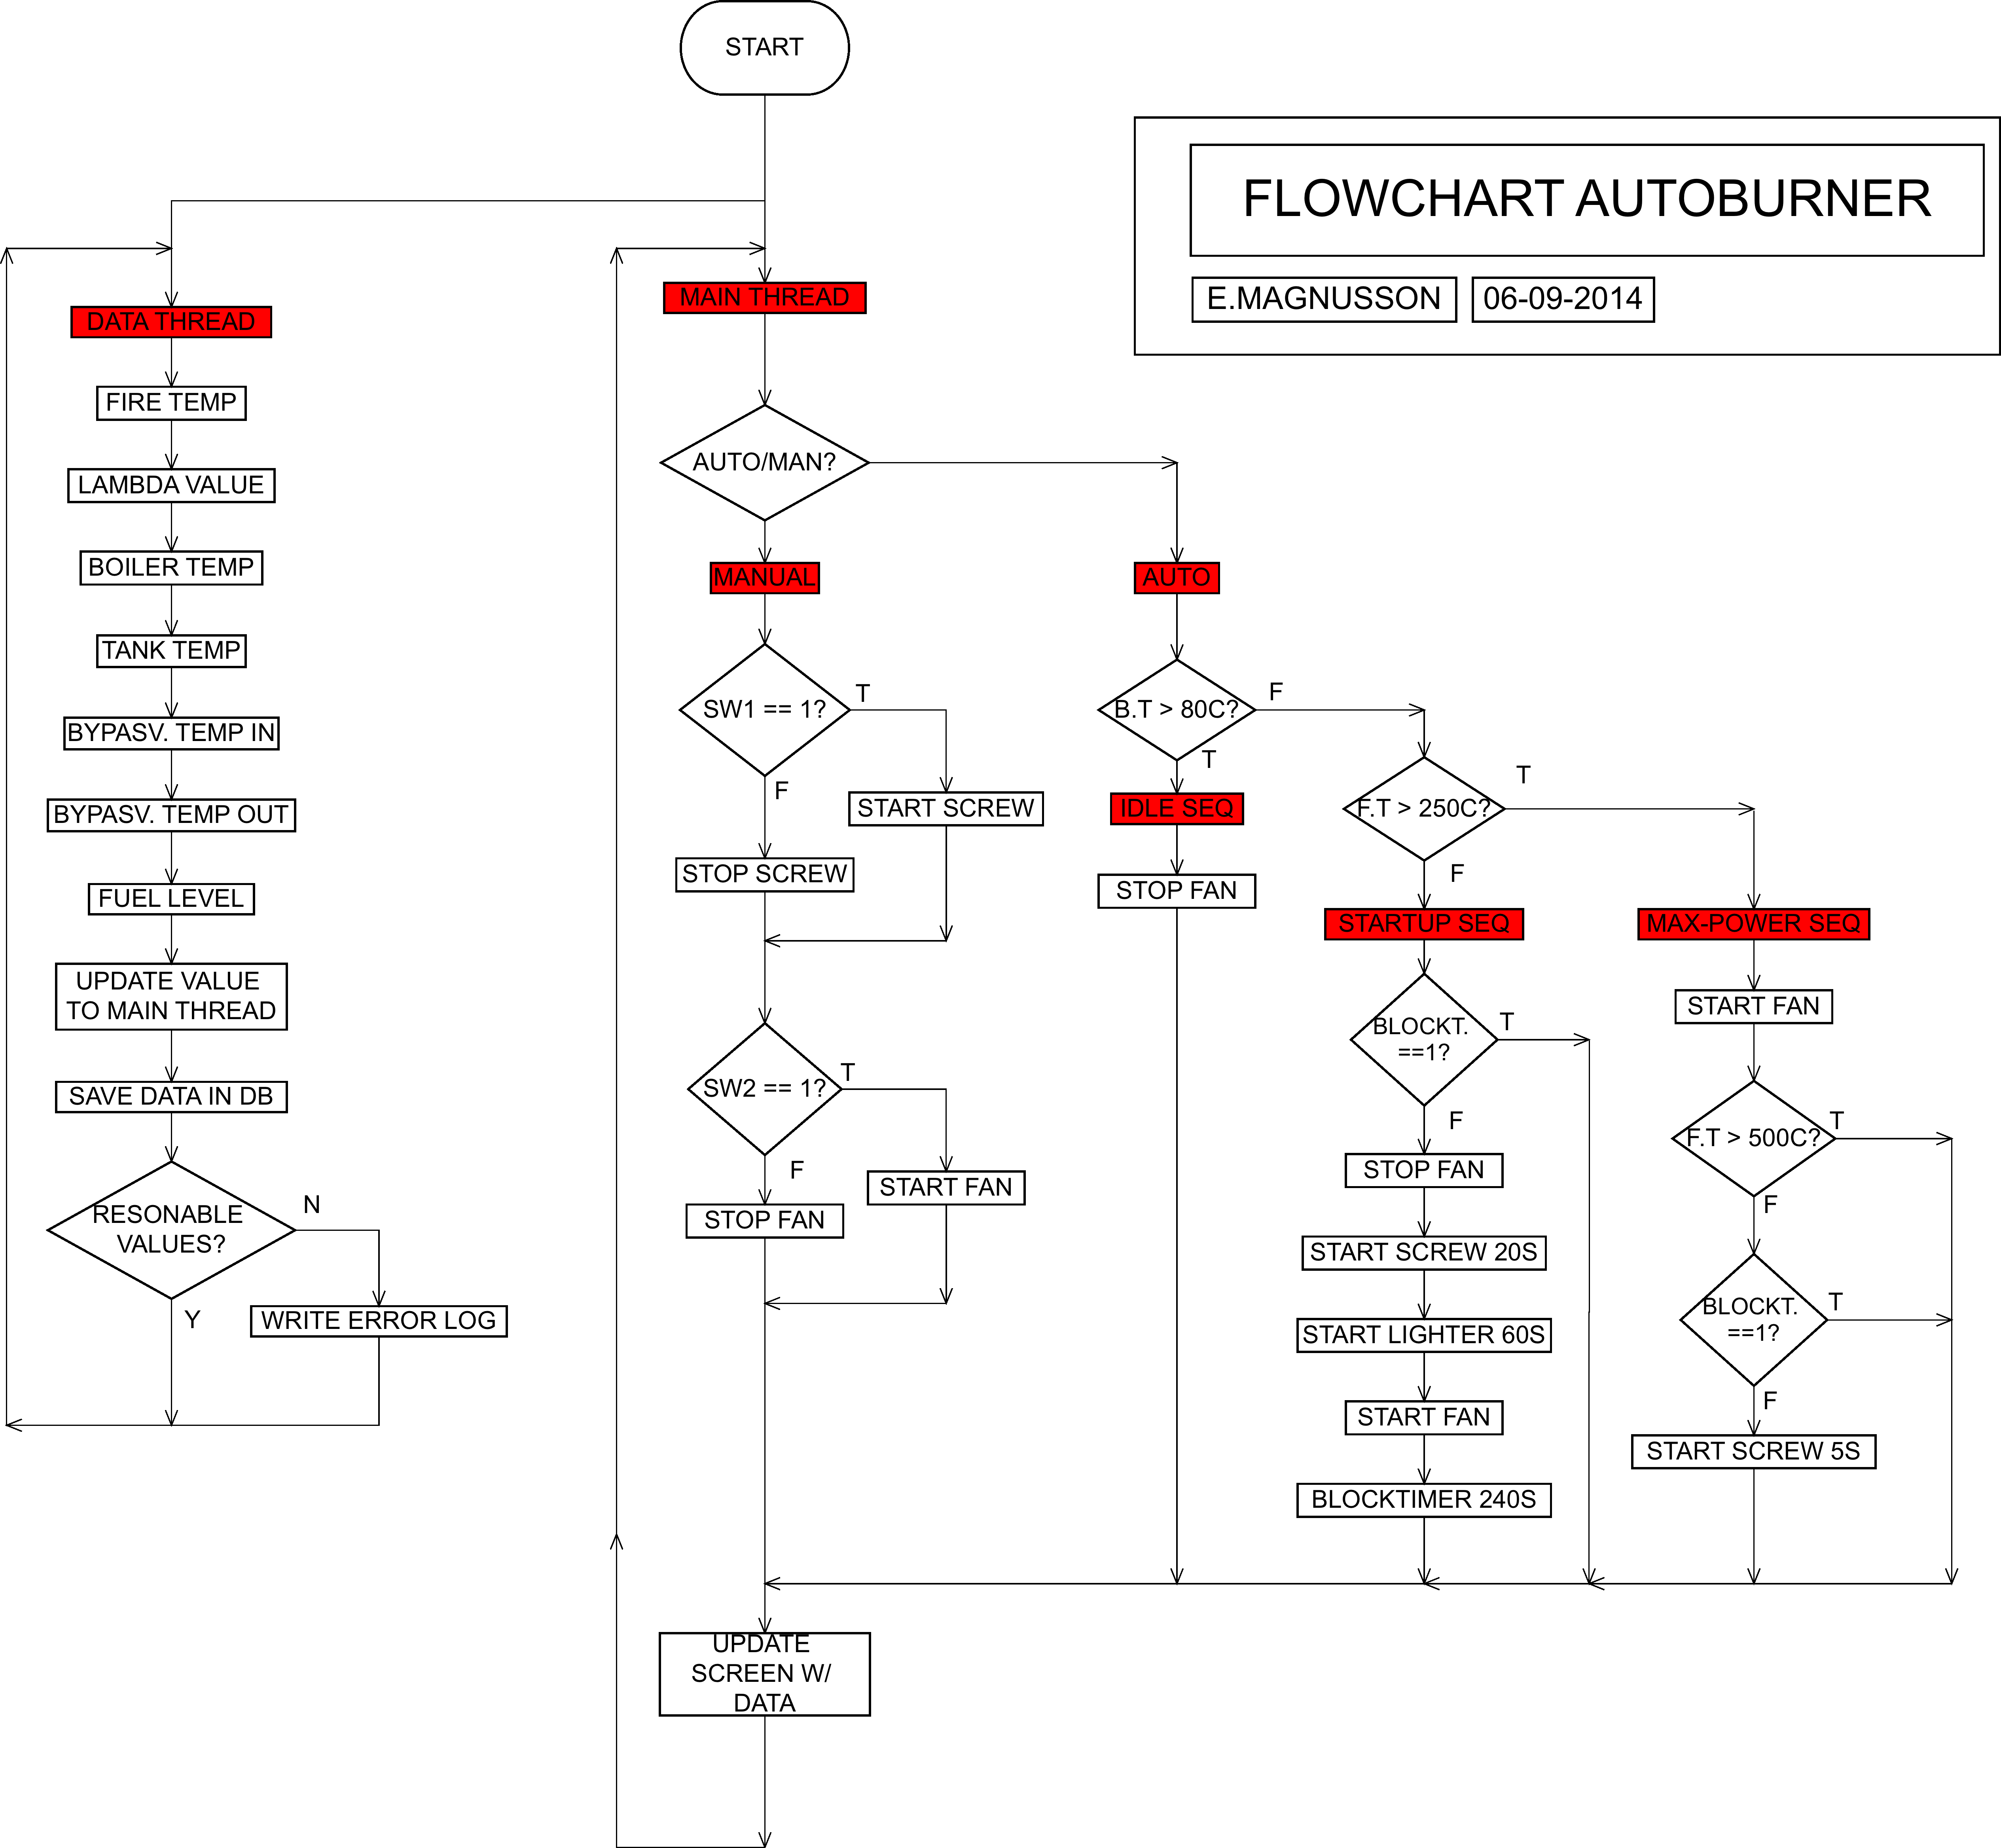 START
FLOWCHART AUTOBURNER
E.MAGNUSSON
06-09-2014
DATA THREAD
FIRE TEMP
LAMBDA VALUE
BOILER TEMP
TANK TEMP
BYPASV. TEMP IN
BYPASV. TEMP OUT
FUEL LEVEL
UPDATE VALUE
TO MAIN THREAD
SAVE DATA IN DB
RESONABLE
VALUES?
N
Y
WRITE ERROR LOG
MAIN THREAD
AUTO/MAN?
MANUAL
SW1 == 1?
T
F
START SCREW
STOP SCREW
SW2 == 1?
T
F
START FAN
STOP FAN
AUTO
B.T > 80C?
F
T
IDLE SEQ
STOP FAN
F.T > 250C?
T
F
STARTUP SEQ
BLOCKT.
==1?
T
F
STOP FAN
START SCREW 20S
START LIGHTER 60S
START FAN
BLOCKTIMER 240S
MAX-POWER SEQ
START FAN
F.T > 500C?
T
F
BLOCKT.
==1?
T
F
START SCREW 5S
UPDATE
SCREEN W/
DATA